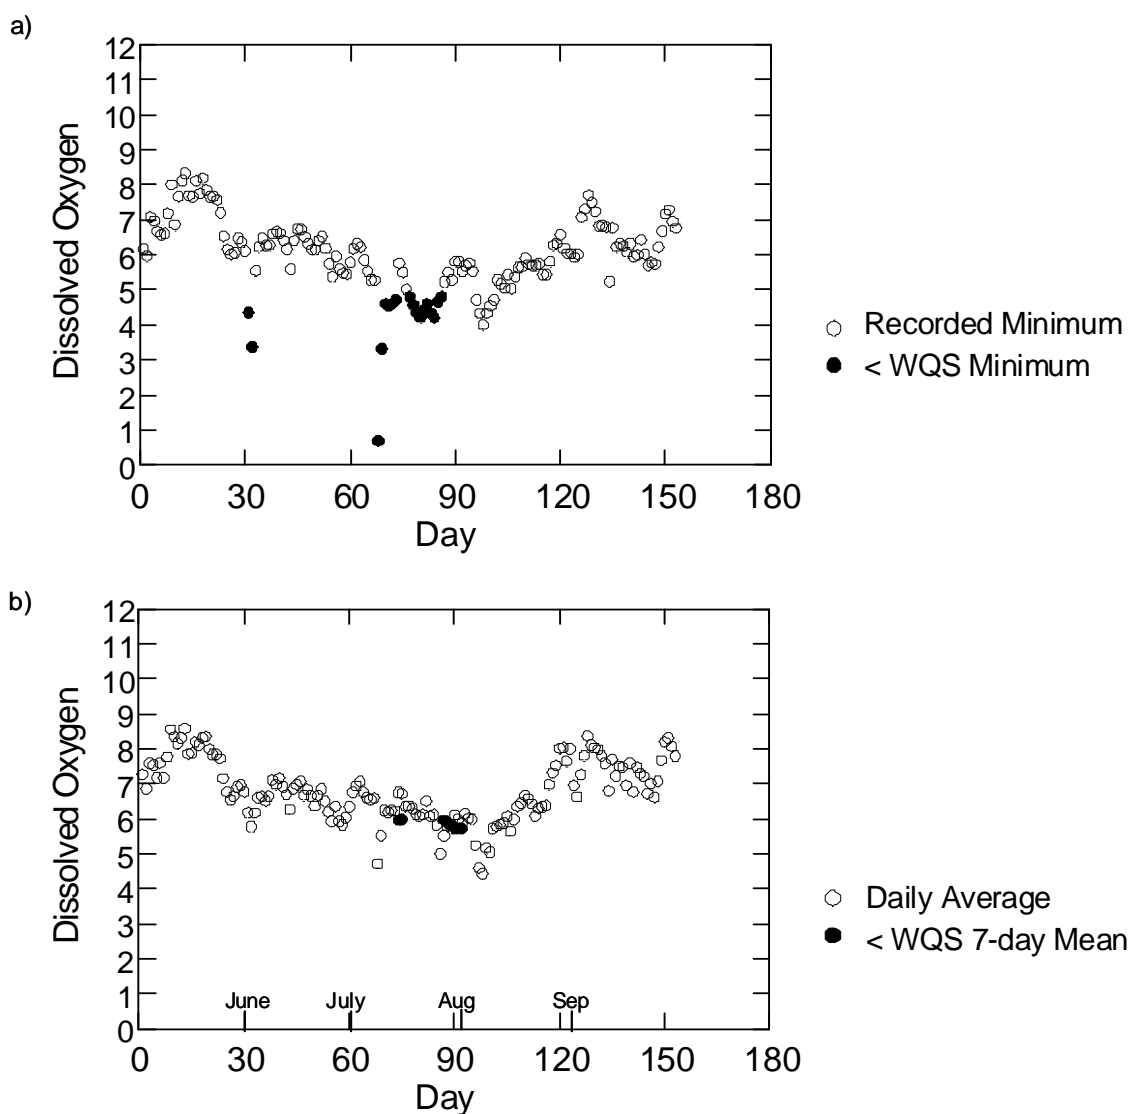 a)
12
11
10
9
8
7
6
5
4
3
2
1
0
Dissolved Oxygen
0 30 60 90 120 150 180
Day
Recorded Minimum
< WQS Minimum
b)
12
11
10
9
8
7
6
5
4
3
2
1
0
Dissolved Oxygen
June July Aug Sep
0 30 60 90 120 150 180
Day
Daily Average
< WQS 7-day Mean